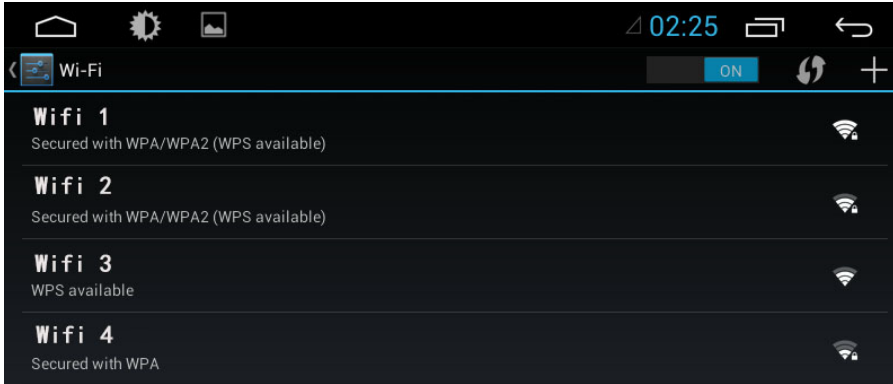 02:25
Wi-Fi ON
Wifi 1
Secured with WPA/WPA2 (WPS available)
Wifi 2
Secured with WPA/WPA2 (WPS available)
Wifi 3
WPS available
Wifi 4
Secured with WPA